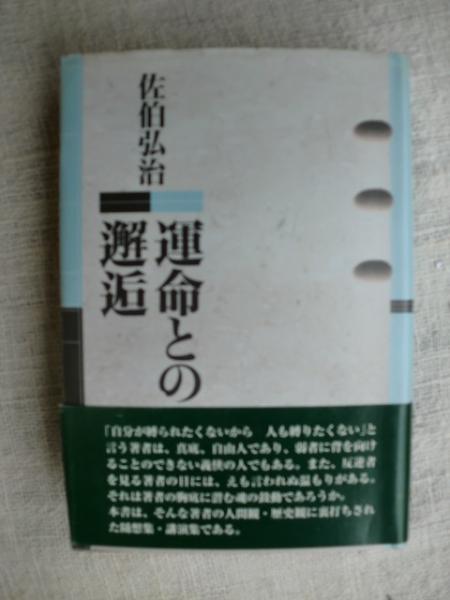 佐伯弘治
運命との
邂逅
「自分が縛られたくないから　人も縛りたくない」と
言う著者は、真底、自由人であり、弱者に背を向け
ることのできない義侠の人でもある。また、反逆者
を見る著者の目には、えも言われぬ温もりがある。
それは著者の胸底に潜む魂の鼓動であろうか。
本書は、そんな著者の人間観・歴史観に裏打ちされ
た随想集・講演集である。